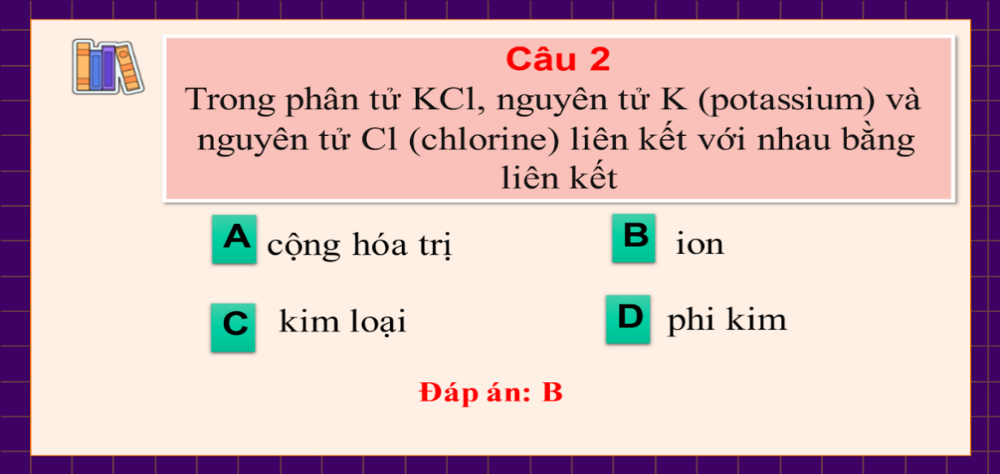 Câu 2
Trong phân tử KCl, nguyên tử K (potassium) và
nguyên tử Cl (chlorine) liên kết với nhau bằng
liên kết
A cộng hóa trị
B ion
C kim loại
D phi kim
Đáp án: B